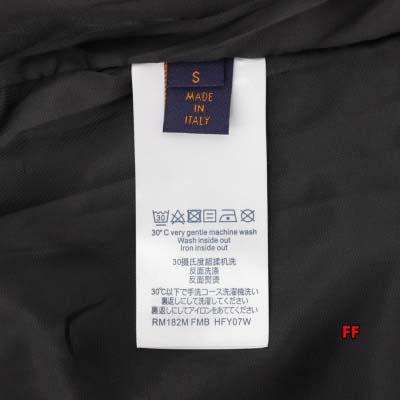 S
MADE
IN
ITALY
30
30° C very gentle machine wash
Wash inside out
Iron inside out
30摄氏度超揉机洗
反面洗涤
反面熨烫
30℃以下で手洗コース洗濯機洗い
裏返しにして洗濯してください
裏返しにしてアイロンをあててください
RM182M FMB HFY07W
FF